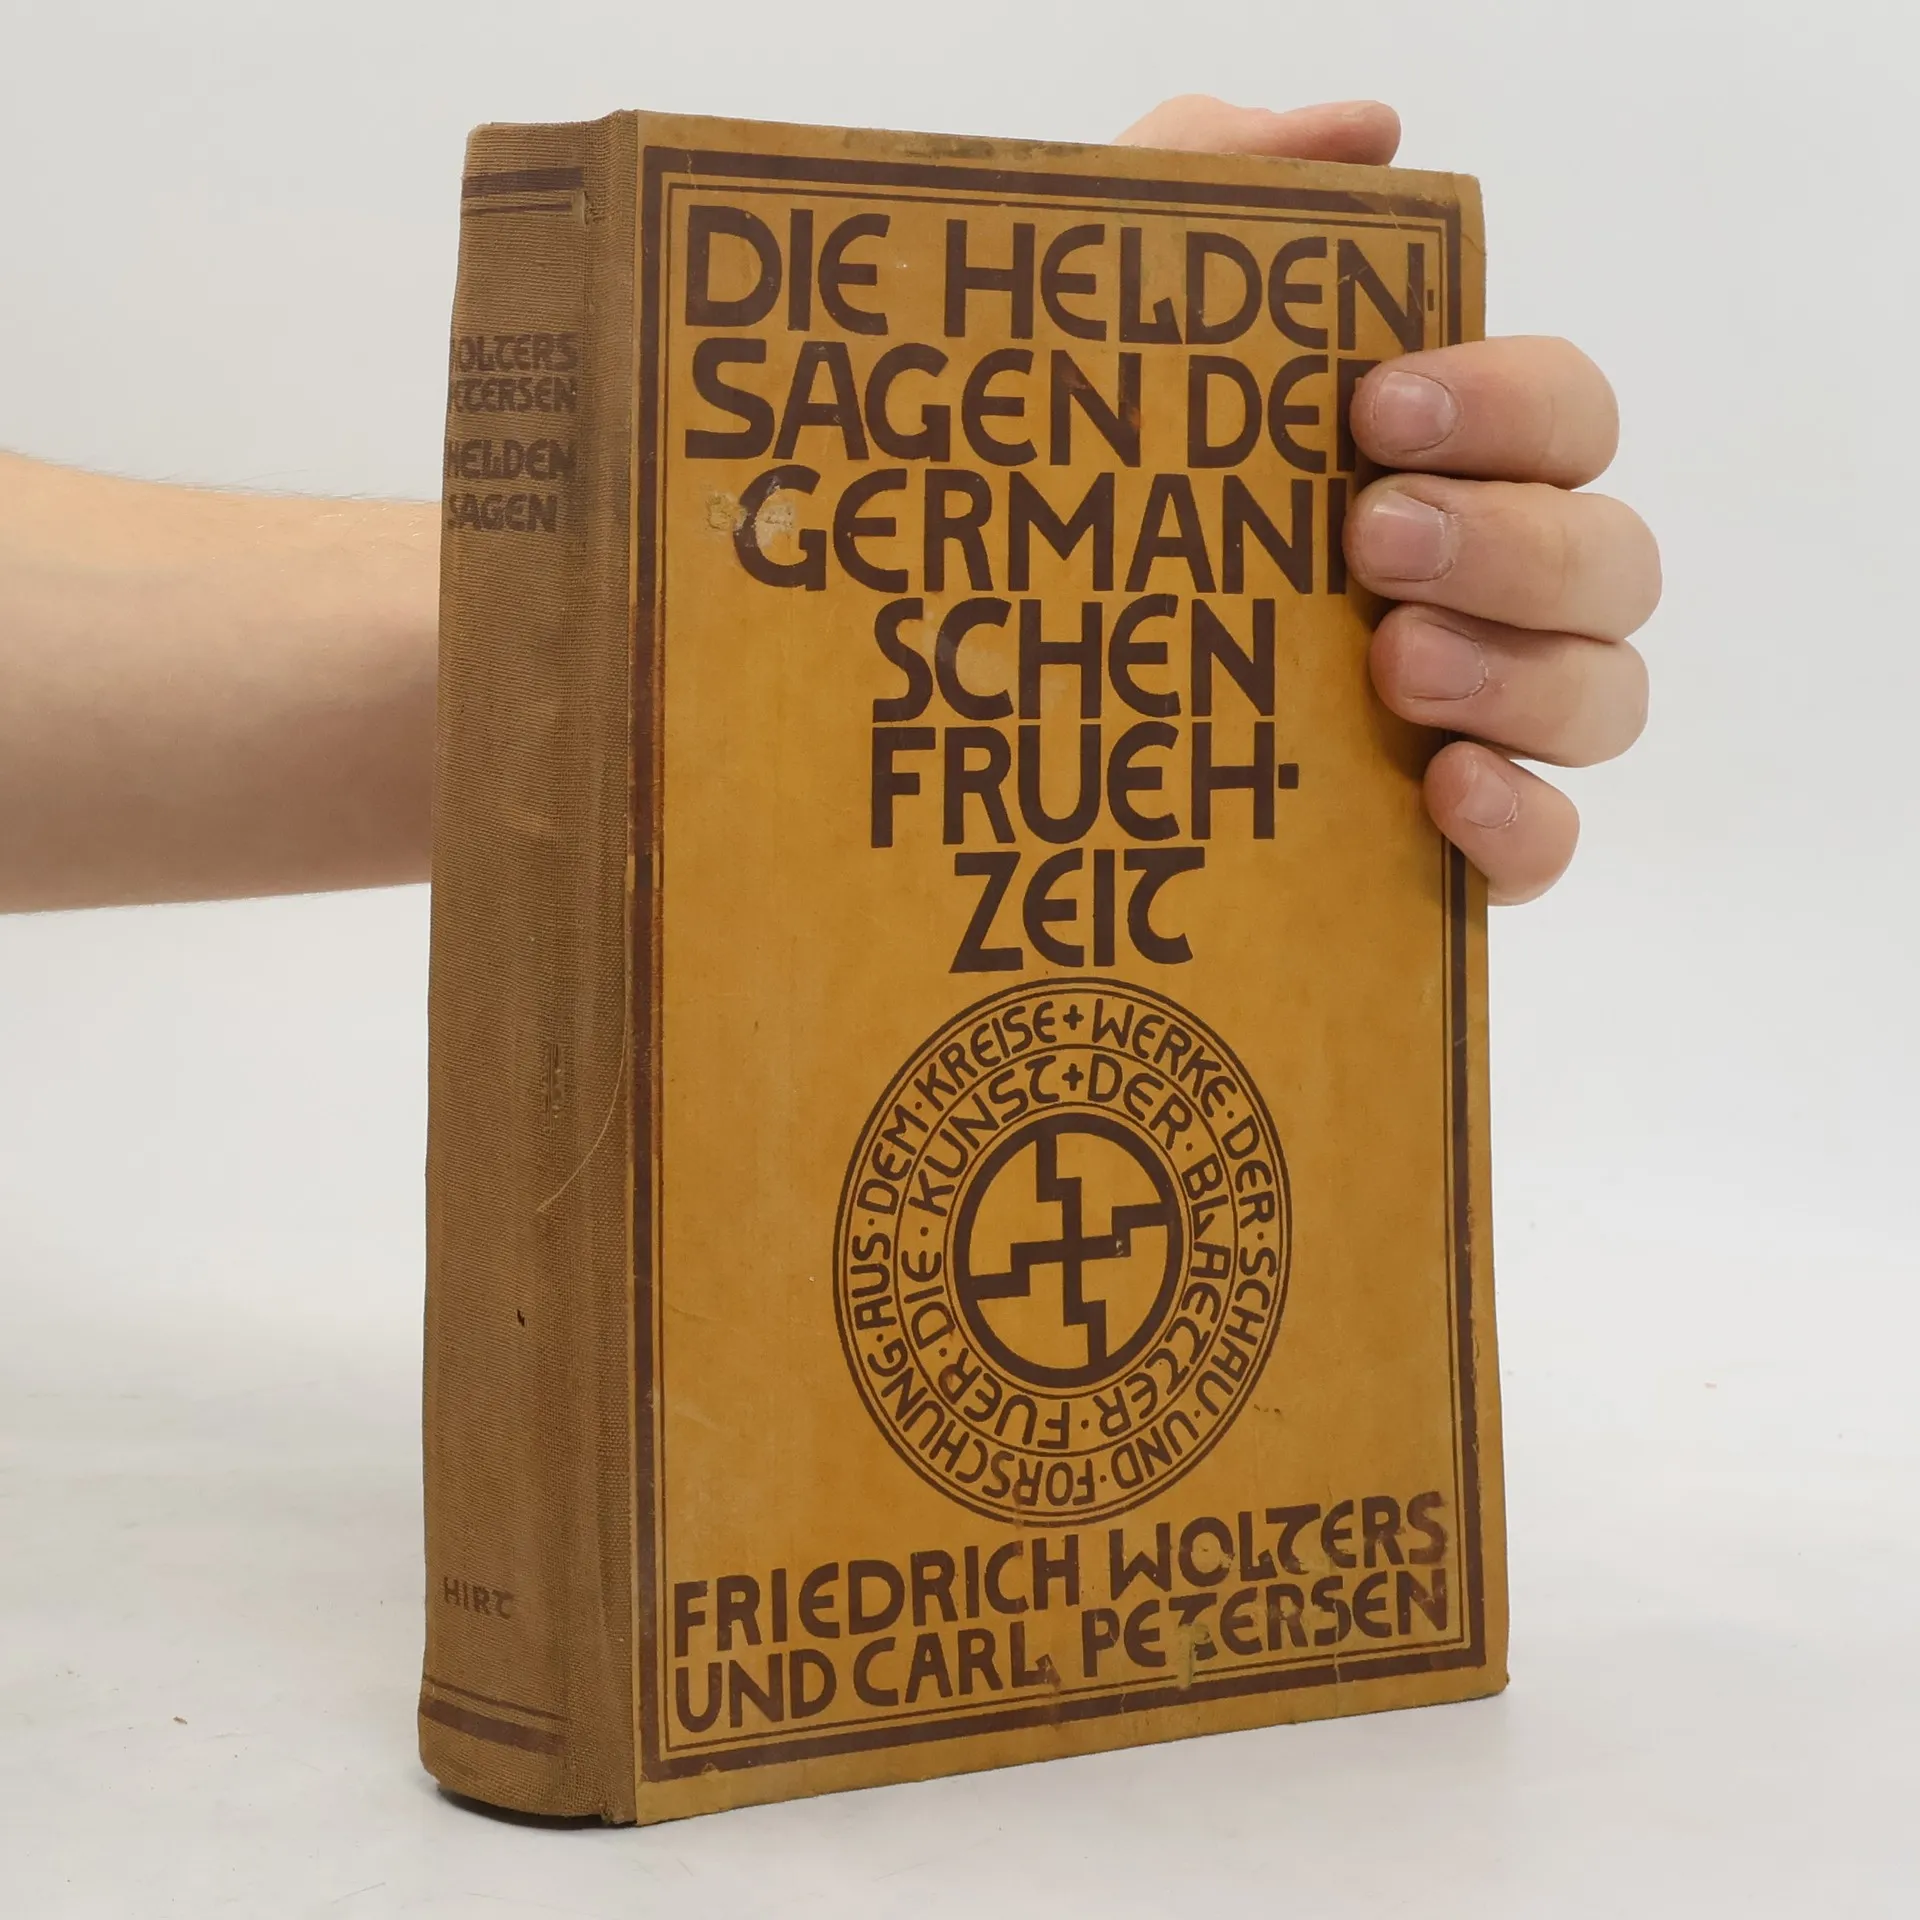 WOLTERS
PETERSEN
HELDEN
SAGEN
HIRT
DIE HELDEN-
SAGEN DER
GERMANI
SCHEN
FRUEH-
ZEIT
WERKE·DER·SCHAU·UND·FORSCHUNG·AUS·DEM·KREISE+
DER·BLAETTER·FUER·DIE·KUNST+
FRIEDRICH WOLTERS
UND CARL PETERSEN